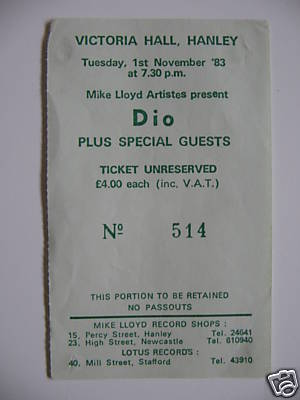 VICTORIA HALL, HANLEY
Tuesday, 1st November '83
at 7.30 p.m.
Mike Lloyd Artistes present
Dio
PLUS SPECIAL GUESTS
TICKET UNRESERVED
£4.00 each (inc. V.A.T.)
Nº 514
THIS PORTION TO BE RETAINED
NO PASSOUTS
MIKE LLOYD RECORD SHOPS :
15, Percy Street, Hanley Tel. 24641
23, High Street, Newcastle Tel. 610940
LOTUS RECORDS :
40, Mill Street, Stafford Tel. 43910
ebay